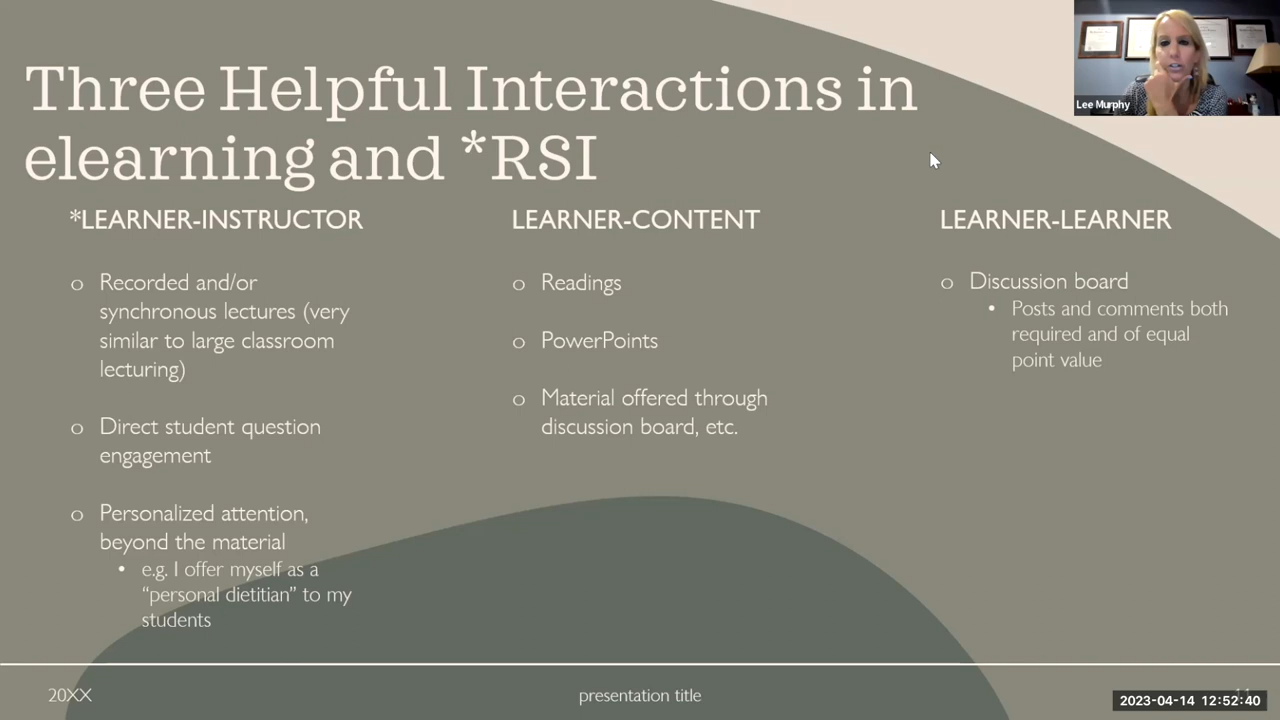 Three Helpful Interactions in
elearning and *RSI
Lee Murphy
*LEARNER-INSTRUCTOR
o Recorded and/or
synchronous lectures (very
similar to large classroom
lecturing)
o Direct student question
engagement
o Personalized attention,
beyond the material
• e.g. I offer myself as a
“personal dietitian” to my
students
LEARNER-CONTENT
o Readings
o PowerPoints
o Material offered through
discussion board, etc.
LEARNER-LEARNER
o Discussion board
• Posts and comments both
required and of equal
point value
20XX
presentation title
2023-04-14 12:52:40